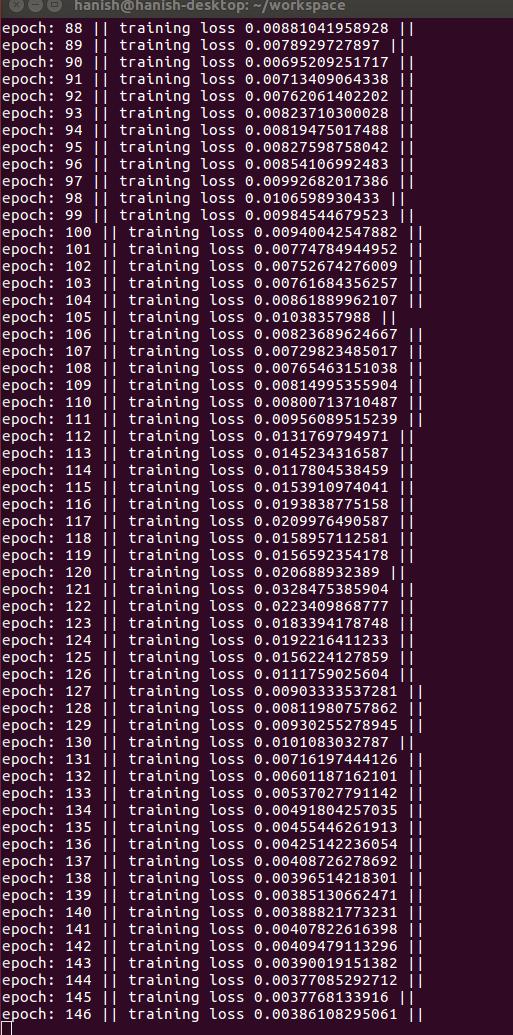 hanish@hanish-desktop: ~/workspace
epoch: 88 || training loss 0.00881041958928 ||
epoch: 89 || training loss 0.0078929727897 ||
epoch: 90 || training loss 0.00695209251717 ||
epoch: 91 || training loss 0.00713409064338 ||
epoch: 92 || training loss 0.00762061402202 ||
epoch: 93 || training loss 0.00823710300028 ||
epoch: 94 || training loss 0.00819475017488 ||
epoch: 95 || training loss 0.00827598758042 ||
epoch: 96 || training loss 0.00854106992483 ||
epoch: 97 || training loss 0.00992682017386 ||
epoch: 98 || training loss 0.0106598930433 ||
epoch: 99 || training loss 0.00984544679523 ||
epoch: 100 || training loss 0.00940042547882 ||
epoch: 101 || training loss 0.00774784944952 ||
epoch: 102 || training loss 0.00752674276009 ||
epoch: 103 || training loss 0.00761684356257 ||
epoch: 104 || training loss 0.00861889962107 ||
epoch: 105 || training loss 0.01038357988 ||
epoch: 106 || training loss 0.00823689624667 ||
epoch: 107 || training loss 0.00729823485017 ||
epoch: 108 || training loss 0.00765463151038 ||
epoch: 109 || training loss 0.00814995355904 ||
epoch: 110 || training loss 0.00800713710487 ||
epoch: 111 || training loss 0.00956089515239 ||
epoch: 112 || training loss 0.0131769794971 ||
epoch: 113 || training loss 0.0145234316587 ||
epoch: 114 || training loss 0.0117804538459 ||
epoch: 115 || training loss 0.0153910974041 ||
epoch: 116 || training loss 0.0193838775158 ||
epoch: 117 || training loss 0.0209976490587 ||
epoch: 118 || training loss 0.0158957112581 ||
epoch: 119 || training loss 0.0156592354178 ||
epoch: 120 || training loss 0.020688932389 ||
epoch: 121 || training loss 0.0328475385904 ||
epoch: 122 || training loss 0.0223409868777 ||
epoch: 123 || training loss 0.0183394178748 ||
epoch: 124 || training loss 0.0192216411233 ||
epoch: 125 || training loss 0.0156224127859 ||
epoch: 126 || training loss 0.0111759025604 ||
epoch: 127 || training loss 0.00903333537281 ||
epoch: 128 || training loss 0.00811980757862 ||
epoch: 129 || training loss 0.00930255278945 ||
epoch: 130 || training loss 0.0101083032787 ||
epoch: 131 || training loss 0.00716197444126 ||
epoch: 132 || training loss 0.00601187162101 ||
epoch: 133 || training loss 0.00537027791142 ||
epoch: 134 || training loss 0.00491804257035 ||
epoch: 135 || training loss 0.00455446261913 ||
epoch: 136 || training loss 0.00425142236054 ||
epoch: 137 || training loss 0.00408726278692 ||
epoch: 138 || training loss 0.00396514218301 ||
epoch: 139 || training loss 0.00385130662471 ||
epoch: 140 || training loss 0.00388821773231 ||
epoch: 141 || training loss 0.00407822616398 ||
epoch: 142 || training loss 0.00409479113296 ||
epoch: 143 || training loss 0.00390019151382 ||
epoch: 144 || training loss 0.00377085292712 ||
epoch: 145 || training loss 0.0037768133916 ||
epoch: 146 || training loss 0.00386108295061 ||